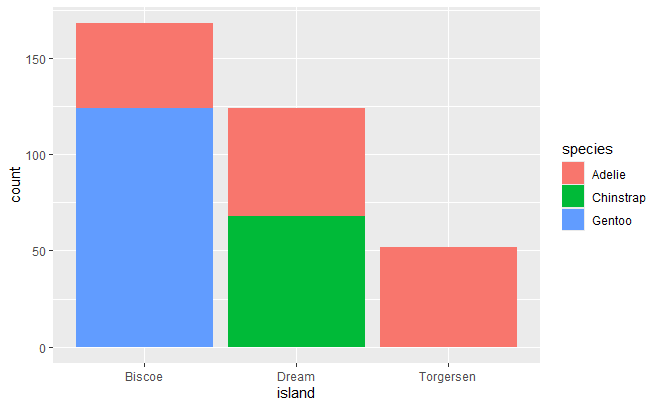 150
100
50
0
count
Biscoe Dream Torgersen
island
species
Adelie
Chinstrap
Gentoo